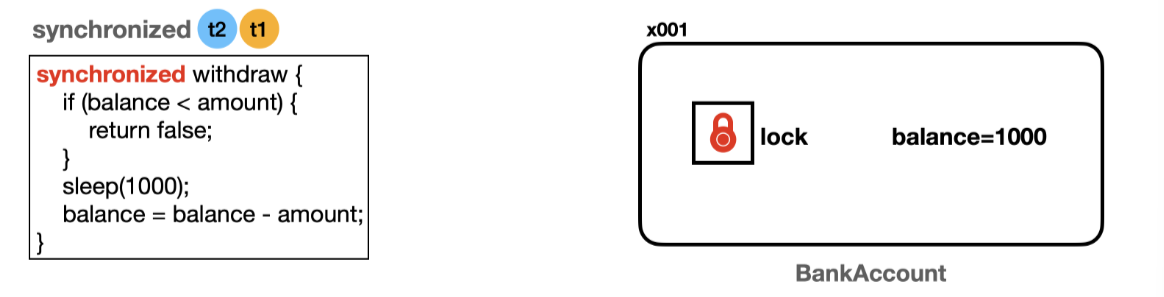 synchronized t2 t1
synchronized withdraw {
if (balance < amount) {
return false;
}
sleep(1000);
balance = balance - amount;
}
x001
lock balance=1000
BankAccount